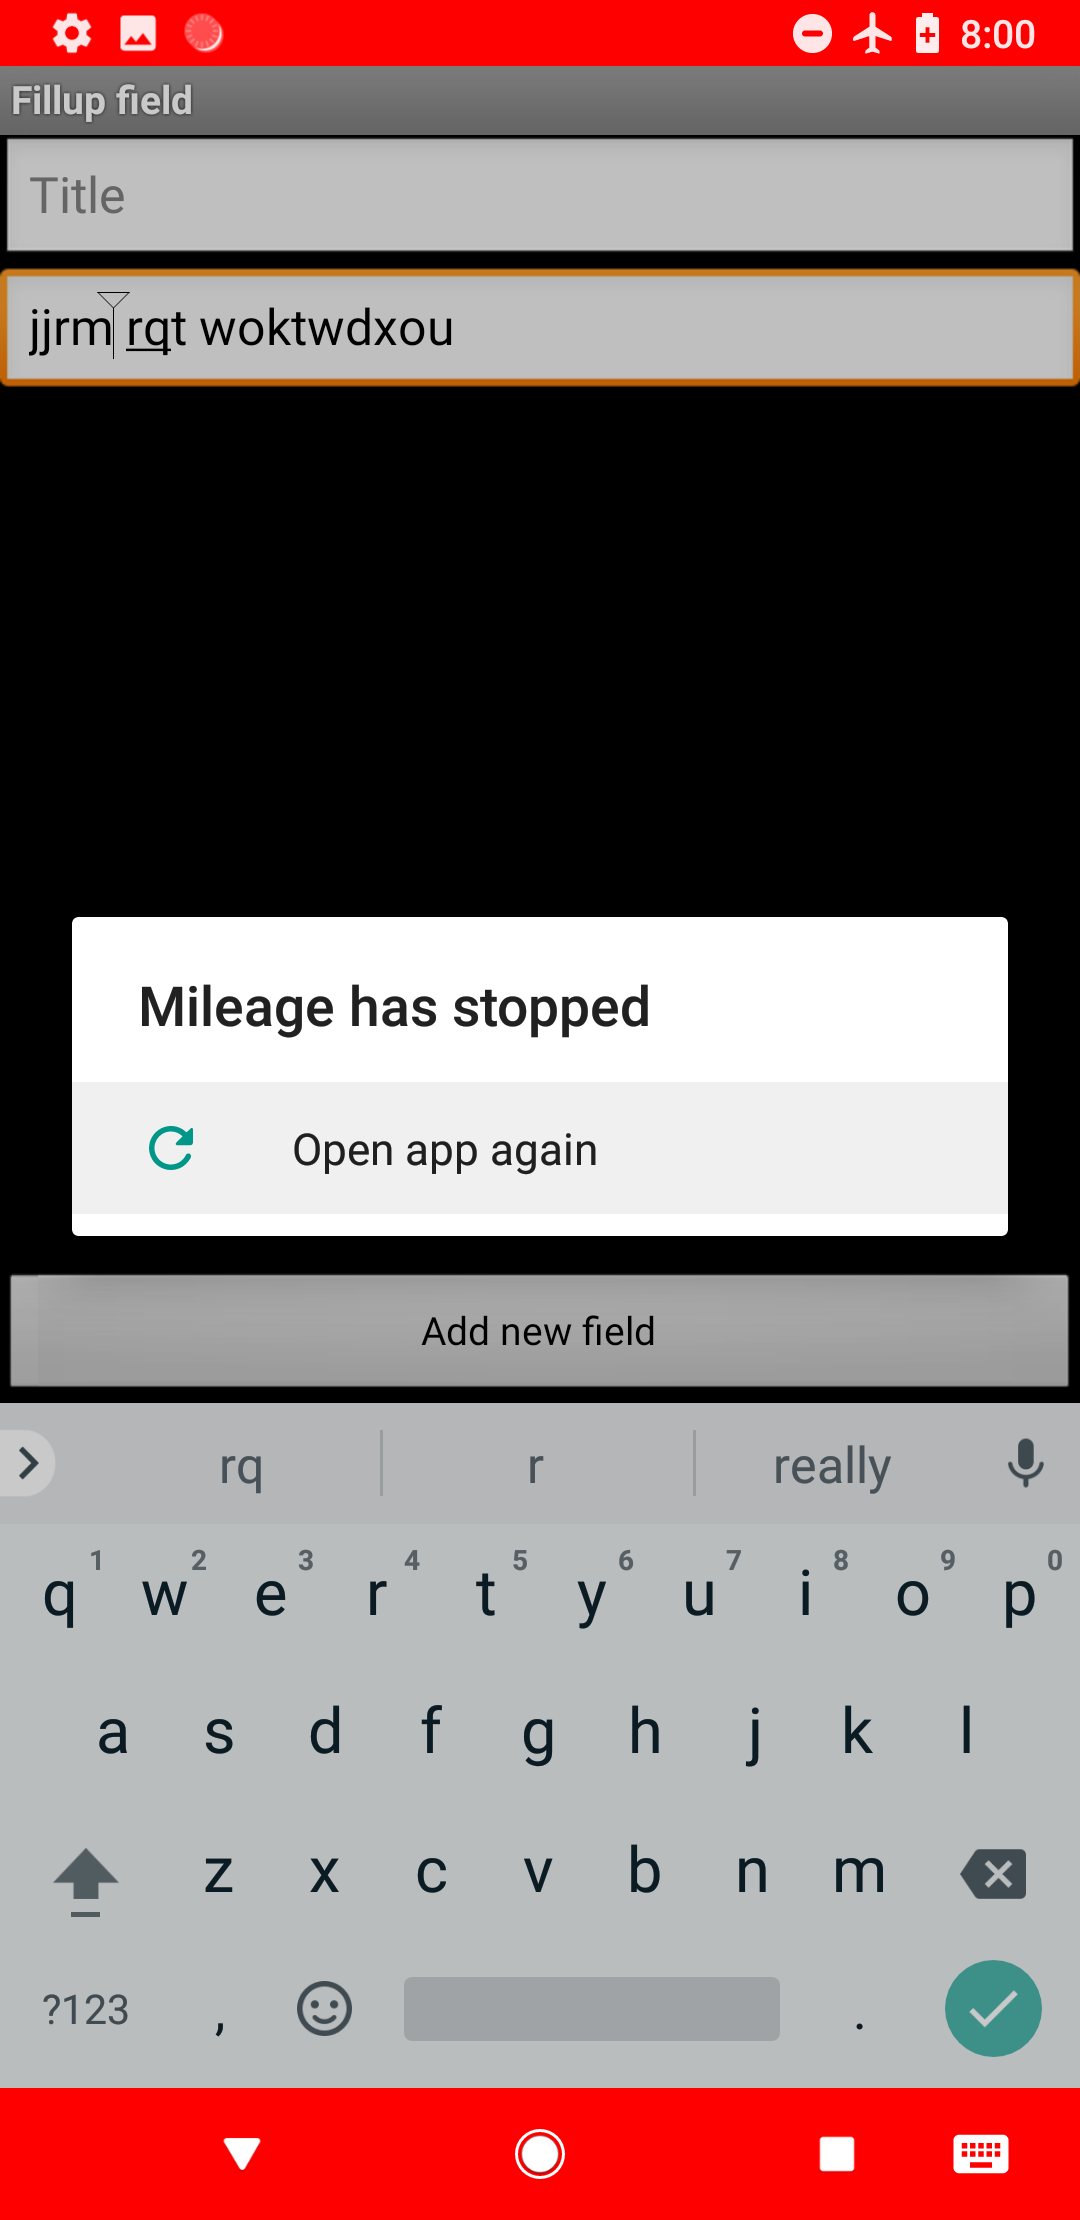 8:00
Fillup field
Title
jjrm rqt woktwdxou
Mileage has stopped
Open app again
Add new field
rq r really
1 2 3 4 5 6 7 8 9 0
q w e r t y u i o p
a s d f g h j k l
z x c v b n m
?123 , .